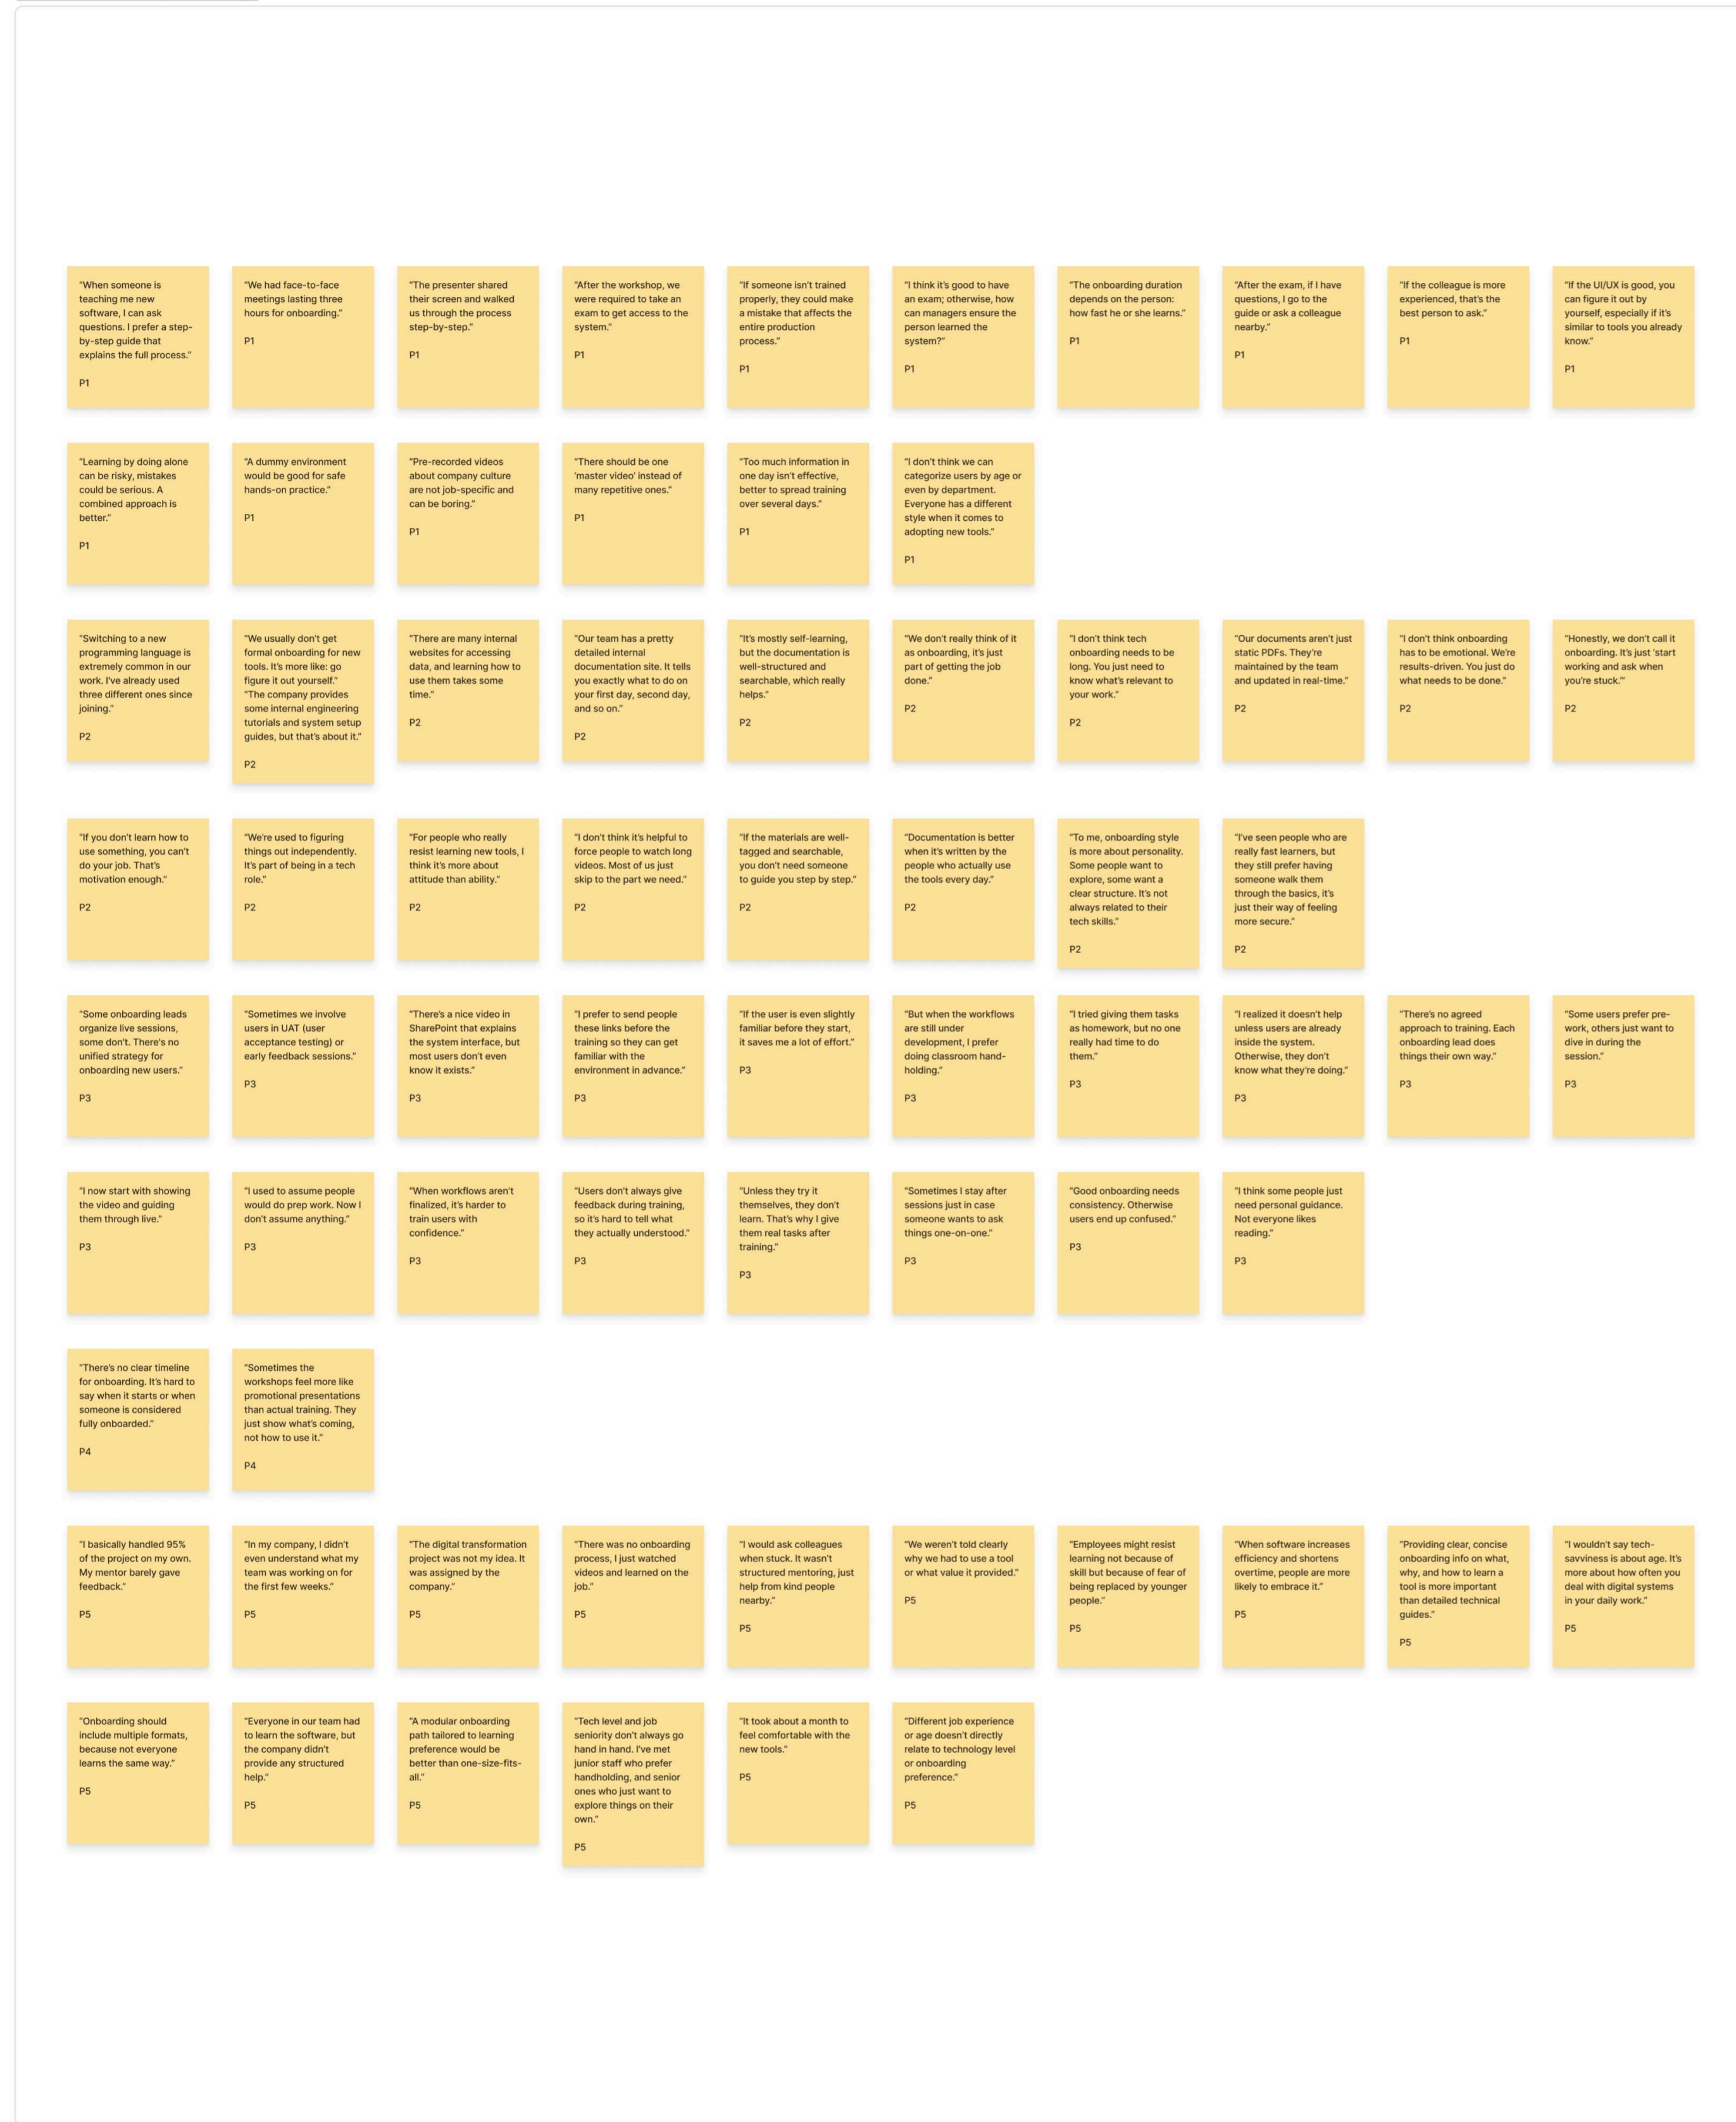 "When someone is
teaching me new
software, I can ask
questions. I prefer a step-
by-step guide that
explains the full process."
P1
"We had face-to-face
meetings lasting three
hours for onboarding."
P1
"The presenter shared
their screen and walked
us through the process
step-by-step."
P1
"After the workshop, we
were required to take an
exam to get access to the
system."
P1
"If someone isn't trained
properly, they could make
a mistake that affects the
entire production
process."
P1
"I think it's good to have
an exam; otherwise, how
can managers ensure the
person learned the
system?"
P1
"The onboarding duration
depends on the person:
how fast he or she learns."
P1
"After the exam, if I have
questions, I go to the
guide or ask a colleague
nearby."
P1
"If the colleague is more
experienced, that's the
best person to ask."
P1
"If the UI/UX is good, you
can figure it out by
yourself, especially if it's
similar to tools you already
know."
P1
"Learning by doing alone
can be risky, mistakes
could be serious. A
combined approach is
better."
P1
"A dummy environment
would be good for safe
hands-on practice."
P1
"Pre-recorded videos
about company culture
are not job-specific and
can be boring."
P1
"There should be one
'master video' instead of
many repetitive ones."
P1
"Too much information in
one day isn't effective,
better to spread training
over several days."
P1
"I don't think we can
categorize users by age or
even by department.
Everyone has a different
style when it comes to
adopting new tools."
P1
"Switching to a new
programming language is
extremely common in our
work. I've already used
three different ones since
joining."
P2
"We usually don't get
formal onboarding for new
tools. It's more like: go
figure it out yourself."
"The company provides
some internal engineering
tutorials and system setup
guides, but that's about it."
P2
"There are many internal
websites for accessing
data, and learning how to
use them takes some
time."
P2
"Our team has a pretty
detailed internal
documentation site. It tells
you exactly what to do on
your first day, second day,
and so on."
P2
"It's mostly self-learning,
but the documentation is
well-structured and
searchable, which really
helps."
P2
"We don't really think of it
as onboarding, it's just
part of getting the job
done."
P2
"I don't think tech
onboarding needs to be
long. You just need to
know what's relevant to
your work."
P2
"Our documents aren't just
static PDFs. They're
maintained by the team
and updated in real-time."
P2
"I don't think onboarding
has to be emotional. We're
results-driven. You just do
what needs to be done."
P2
"Honestly, we don't call it
onboarding. It's just 'start
working and ask when
you're stuck.'"
P2
"If you don't learn how to
use something, you can't
do your job. That's
motivation enough."
P2
"We're used to figuring
things out independently.
It's part of being in a tech
role."
P2
"For people who really
resist learning new tools, I
think it's more about
attitude than ability."
P2
"I don't think it's helpful to
force people to watch long
videos. Most of us just
skip to the part we need."
P2
"If the materials are well-
tagged and searchable,
you don't need someone
to guide you step by step."
P2
"Documentation is better
when it's written by the
people who actually use
the tools every day."
P2
"To me, onboarding style
is more about personality.
Some people want to
explore, some want a
clear structure. It's not
always related to their
tech skills."
P2
"I've seen people who are
really fast learners, but
they still prefer having
someone walk them
through the basics, it's
just their way of feeling
more secure."
P2
"Some onboarding leads
organize live sessions,
some don't. There's no
unified strategy for
onboarding new users."
P3
"Sometimes we involve
users in UAT (user
acceptance testing) or
early feedback sessions."
P3
"There's a nice video in
SharePoint that explains
the system interface, but
most users don't even
know it exists."
P3
"I prefer to send people
these links before the
training so they can get
familiar with the
environment in advance."
P3
"If the user is even slightly
familiar before they start,
it saves me a lot of effort."
P3
"But when the workflows
are still under
development, I prefer
doing classroom hand-
holding."
P3
"I tried giving them tasks
as homework, but no one
really had time to do
them."
P3
"I realized it doesn't help
unless users are already
inside the system.
Otherwise, they don't
know what they're doing."
P3
"There's no agreed
approach to training. Each
onboarding lead does
things their own way."
P3
"Some users prefer pre-
work, others just want to
dive in during the
session."
P3
"I now start with showing
the video and guiding
them through live."
P3
"I used to assume people
would do prep work. Now I
don't assume anything."
P3
"When workflows aren't
finalized, it's harder to
train users with
confidence."
P3
"Users don't always give
feedback during training,
so it's hard to tell what
they actually understood."
P3
"Unless they try it
themselves, they don't
learn. That's why I give
them real tasks after
training."
P3
"Sometimes I stay after
sessions just in case
someone wants to ask
things one-on-one."
P3
"Good onboarding needs
consistency. Otherwise
users end up confused."
P3
"I think some people just
need personal guidance.
Not everyone likes
reading."
P3
"There's no clear timeline
for onboarding. It's hard to
say when it starts or when
someone is considered
fully onboarded."
P4
"Sometimes the
workshops feel more like
promotional presentations
than actual training. They
just show what's coming,
not how to use it."
P4
"I basically handled 95%
of the project on my own.
My mentor barely gave
feedback."
P5
"In my company, I didn't
even understand what my
team was working on for
the first few weeks."
P5
"The digital transformation
project was not my idea. It
was assigned by the
company."
P5
"There was no onboarding
process, I just watched
videos and learned on the
job."
P5
"I would ask colleagues
when stuck. It wasn't
structured mentoring, just
help from kind people
nearby."
P5
"We weren't told clearly
why we had to use a tool
or what value it provided."
P5
"Employees might resist
learning not because of
skill but because of fear of
being replaced by younger
people."
P5
"When software increases
efficiency and shortens
overtime, people are more
likely to embrace it."
P5
"Providing clear, concise
onboarding info on what,
why, and how to learn a
tool is more important
than detailed technical
guides."
P5
"I wouldn't say tech-
savviness is about age. It's
more about how often you
deal with digital systems
in your daily work."
P5
"Onboarding should
include multiple formats,
because not everyone
learns the same way."
P5
"Everyone in our team had
to learn the software, but
the company didn't
provide any structured
help."
P5
"A modular onboarding
path tailored to learning
preference would be
better than one-size-fits-
all."
P5
"Tech level and job
seniority don't always go
hand in hand. I've met
junior staff who prefer
handholding, and senior
ones who just want to
explore things on their
own."
P5
"It took about a month to
feel comfortable with the
new tools."
P5
"Different job experience
or age doesn't directly
relate to technology level
or onboarding
preference."
P5